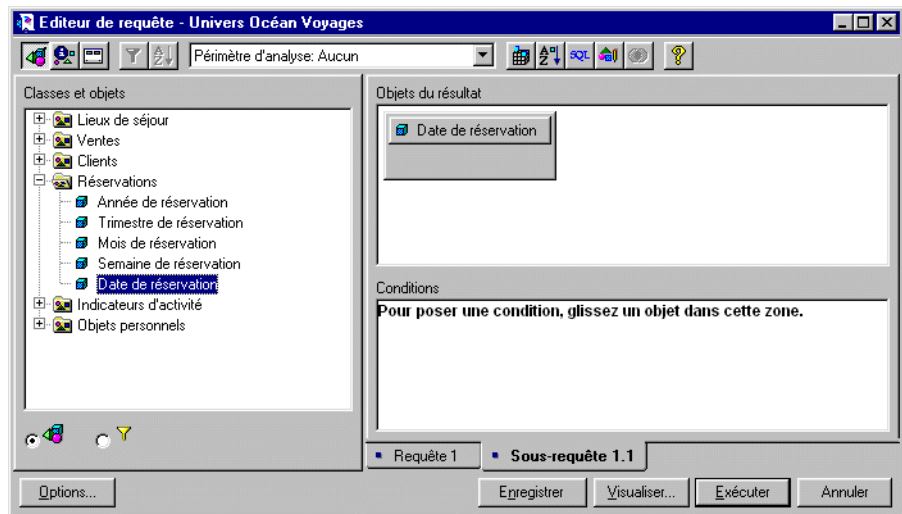 Editeur de requête - Univers Océan Voyages
Périmètre d'analyse: Aucun
SQL
Classes et objets
Lieux de séjour
Ventes
Clients
Réservations
Année de réservation
Trimestre de réservation
Mois de réservation
Semaine de réservation
Date de réservation
Indicateurs d'activité
Objets personnels
Objets du résultat
Date de réservation
Conditions
Pour poser une condition, glissez un objet dans cette zone.
Requête 1
Sous-requête 1.1
Options...
Enregistrer
Visualiser...
Exécuter
Annuler